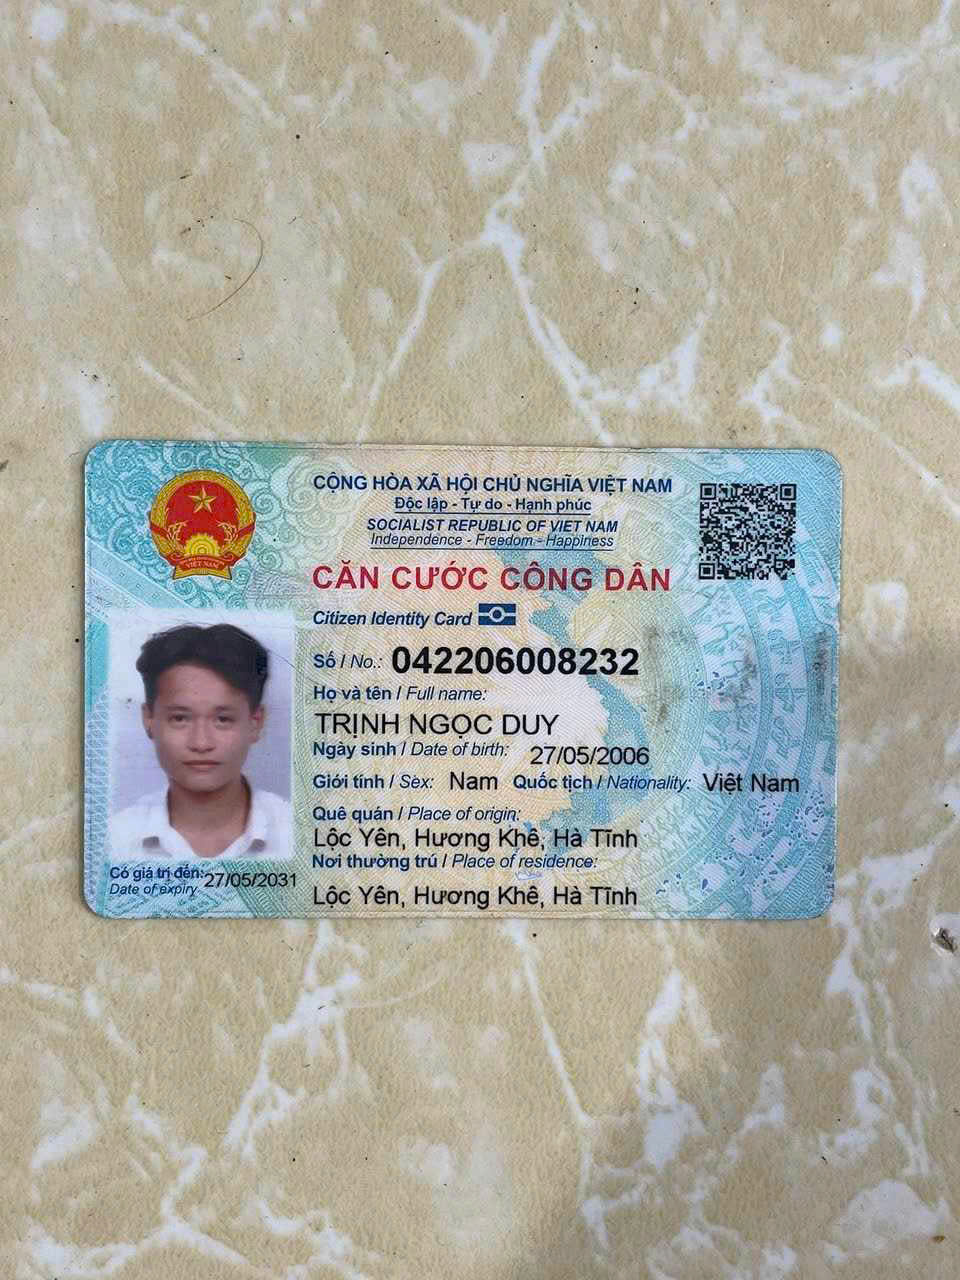 CỘNG HÒA XÃ HỘI CHỦ NGHĨA VIỆT NAM
Độc lập - Tự do - Hạnh phúc
SOCIALIST REPUBLIC OF VIET NAM
Independence - Freedom - Happiness
CĂN CƯỚC CÔNG DÂN
Citizen Identity Card
Số / No.: 042206008232
Họ và tên / Full name:
TRỊNH NGỌC DUY
Ngày sinh / Date of birth: 27/05/2006
Giới tính / Sex: Nam Quốc tịch / Nationality: Việt Nam
Quê quán / Place of origin:
Lộc Yên, Hương Khê, Hà Tĩnh
Nơi thường trú / Place of residence:
Lộc Yên, Hương Khê, Hà Tĩnh
Có giá trị đến: 27/05/2031
Date of expiry
VIỆT NAM